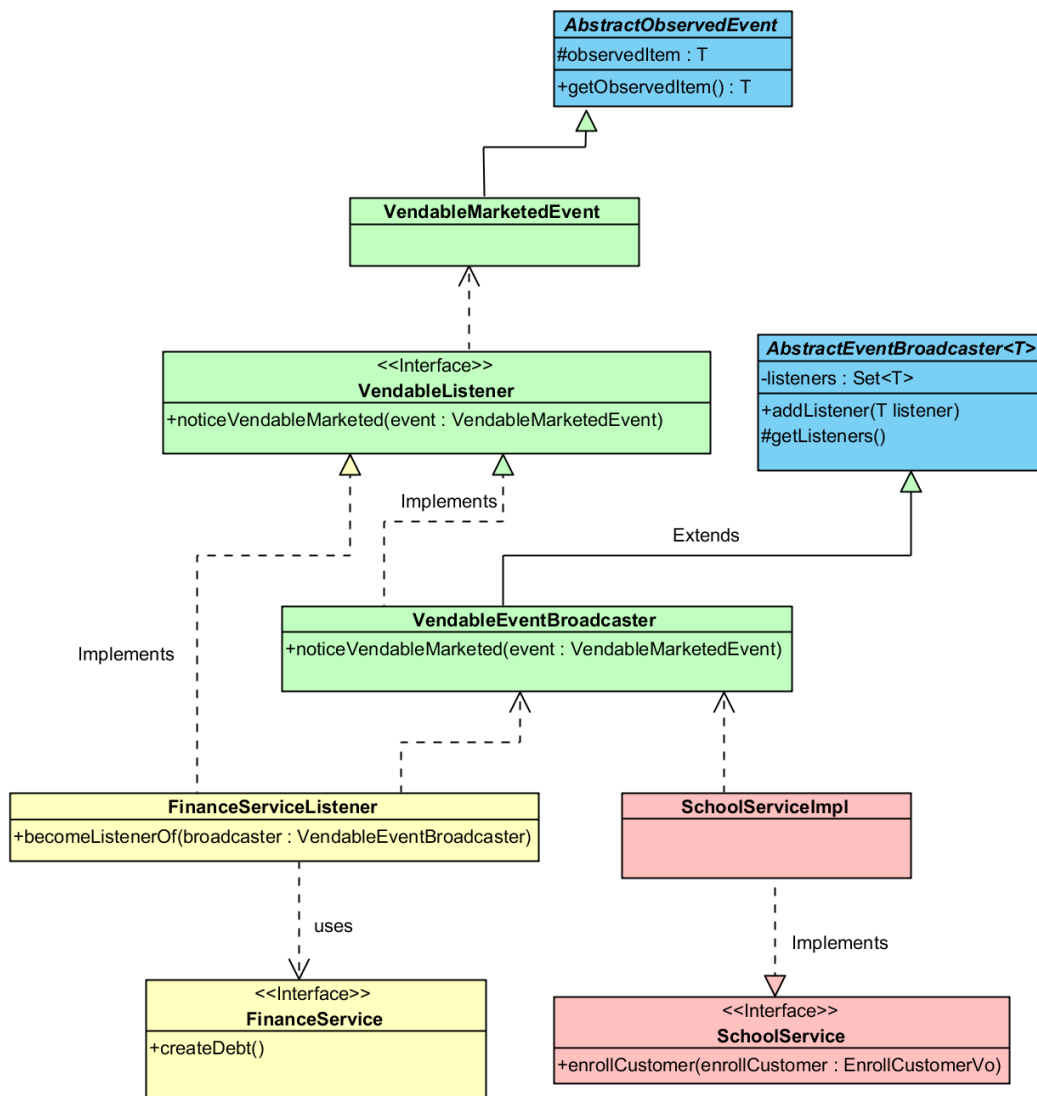 AbstractObservedEvent
#observedItem : T
+getObservedItem() : T
VendableMarketedEvent
<<Interface>>
VendableListener
+noticeVendableMarketed(event : VendableMarketedEvent)
AbstractEventBroadcaster<T>
-listeners : Set<T>
+addListener(T listener)
#getListeners()
Implements
Extends
VendableEventBroadcaster
+noticeVendableMarketed(event : VendableMarketedEvent)
Implements
FinanceServiceListener
+becomeListenerOf(broadcaster : VendableEventBroadcaster)
SchoolServiceImpl
uses
Implements
<<Interface>>
FinanceService
+createDebt()
<<Interface>>
SchoolService
+enrollCustomer(enrollCustomer : EnrollCustomerVo)